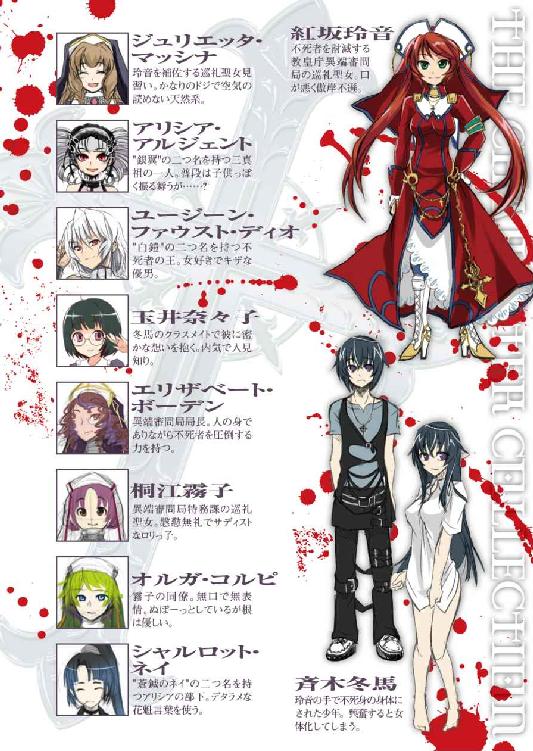 ジュリエッタ・
マッシナ
玲音を補佐する巡礼聖女見
習い。かなりのドジで空気の
読めない天然系。
アリシア・
アルジェント
"銀翼"の二つ名を持つ三真
祖の一人。普段は子供っぽ
く振る舞うが……?
ユージーン・
ファウスト・ディオ
"白鎧"の二つ名を持つ不
死者の王。女好きでキザな
優男。
玉井奈々子
冬馬のクラスメイトで彼に密
かな想いを抱く。内気で人見
知り。
エリザベート・
ボーデン
異端審問局局長。人の身で
ありながら不死者を圧倒する
力を持つ。
桐江霧子
異端審問局特務課の巡礼
聖女。慇懃無礼でサディスト
なロリっ子。
オルガ・コルピ
霧子の同僚。無口で無表
情、ぬぼーっとしているが根
は優しい。
シャルロット・
ネイ
"蒼鉞のネイ"の二つ名を持
つアリシアの部下。デタラメな
花魁言葉を使う。
紅坂玲音
不死者を討滅する
教皇庁異端審問
局の巡礼聖女。口
が悪く傲岸不遜。
斉木冬馬
玲音の手で不死身の身体に
された少年。興奮すると女
体化してしまう。